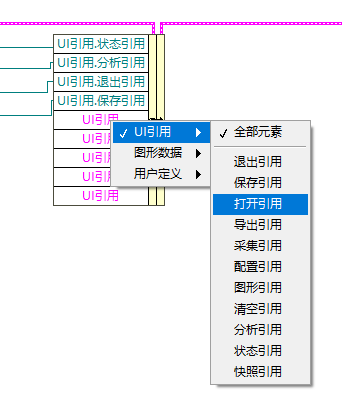 UI引用.状态引用
UI引用.分析引用
UI引用.退出引用
UI引用.保存引用
UI引用
UI引用
UI引用
UI引用
UI引用
UI引用
图形数据
用户定义
全部元素
退出引用
保存引用
打开引用
导出引用
采集引用
配置引用
图形引用
清空引用
分析引用
状态引用
快照引用